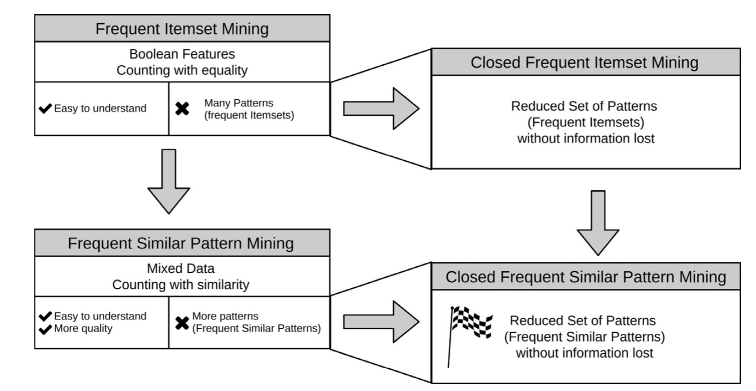 Frequent Itemset Mining
Boolean Features
Counting with equality
Easy to understand
Many Patterns
(frequent Itemsets)
Closed Frequent Itemset Mining
Reduced Set of Patterns
(Frequent Itemsets)
without information lost
Frequent Similar Pattern Mining
Mixed Data
Counting with similarity
Easy to understand
More quality
More patterns
(Frequent Similar Patterns)
Closed Frequent Similar Pattern Mining
Reduced Set of Patterns
(Frequent Similar Patterns)
without information lost